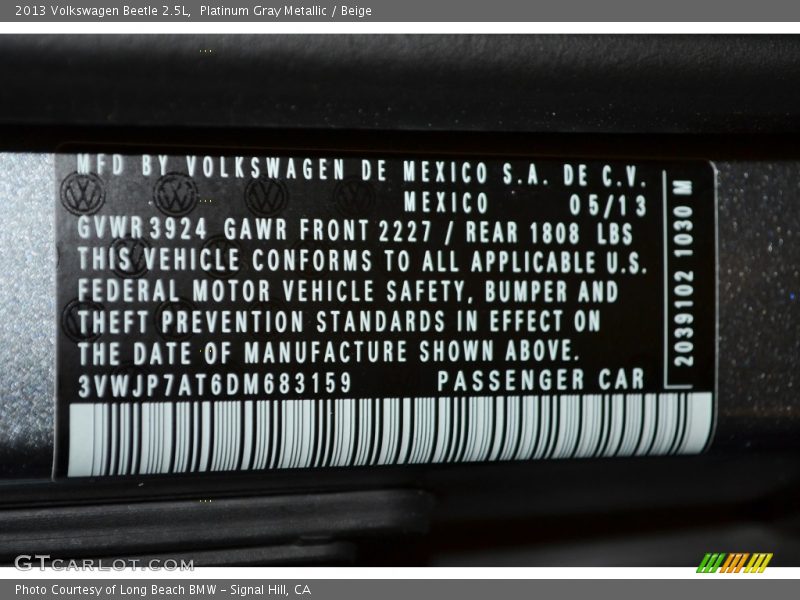 2013 Volkswagen Beetle 2.5L,  Platinum Gray Metallic / Beige
MFD BY VOLKSWAGEN DE MEXICO S.A. DE C.V.
MEXICO 05/13
GVWR 3924 GAWR FRONT 2227 / REAR 1808 LBS
THIS VEHICLE CONFORMS TO ALL APPLICABLE U.S.
FEDERAL MOTOR VEHICLE SAFETY, BUMPER AND
THEFT PREVENTION STANDARDS IN EFFECT ON
THE DATE OF MANUFACTURE SHOWN ABOVE.
3VWJP7AT6DM683159 PASSENGER CAR
2039102 1030 M
GTCARLOT.COM
Photo Courtesy of Long Beach BMW - Signal Hill, CA